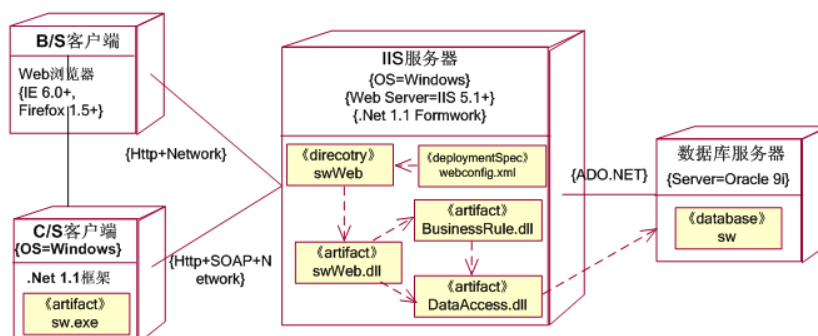 B/S客户端
Web浏览器
{IE 6.0+,
Firefox 1.5+}
{Http+Network}
C/S客户端
{OS=Windows}
.Net 1.1框架
《artifact》
sw.exe
{Http+SOAP+N
etwork}
IIS服务器
{OS=Windows}
{Web Server=IIS 5.1+}
{.Net 1.1 Formwork}
《direcotry》
swWeb
《deploymentSpec》
webconfig.xml
《artifact》
BusinessRule.dll
《artifact》
swWeb.dll
《artifact》
DataAccess.dll
{ADO.NET}
数据库服务器
{Server=Oracle 9i}
《database》
sw